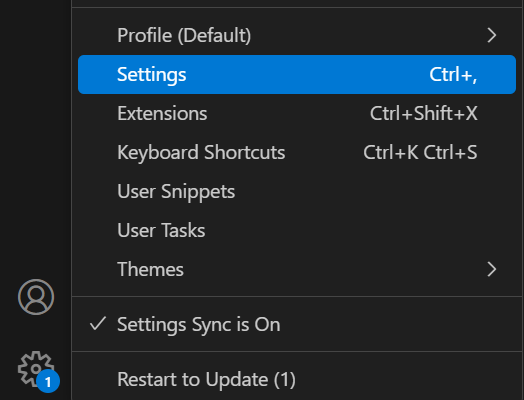 Profile (Default)
Settings Ctrl+,
Extensions Ctrl+Shift+X
Keyboard Shortcuts Ctrl+K Ctrl+S
User Snippets
User Tasks
Themes
Settings Sync is On
1
Restart to Update (1)